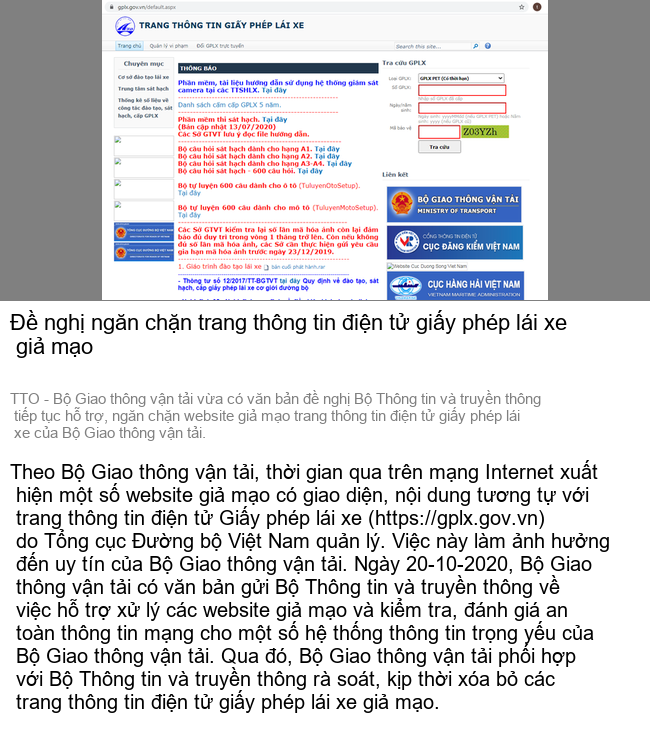 gplx.gov.vn/default.aspx
TRANG THÔNG TIN GIẤY PHÉP LÁI XE
Trang chủ Quản lý vi phạm Đổi GPLX trực tuyến Search this site...
Chuyên mục
Cơ sở đào tạo lái xe
Trung tâm sát hạch
Thống kê số liệu về
công tác đào tạo, sát
hạch, cấp GPLX
THÔNG BÁO
Phần mềm, tài liệu hướng dẫn sử dụng hệ thống giám sát
camera tại các TTSHLX. Tại đây
Danh sách cấm cấp GPLX 5 năm.
Phần mềm thi sát hạch. Tại đây
(Bản cập nhật 13/07/2020)
Các Sở GTVT lưu ý đọc file hướng dẫn.
Bộ câu hỏi sát hạch dành cho hạng A1. Tại đây
Bộ câu hỏi sát hạch dành cho hạng A2. Tại đây
Bộ câu hỏi sát hạch dành cho hạng A3-A4. Tại đây
Bộ câu hỏi sát hạch - 600 câu hỏi. Tại đây
Bộ tự luyện 600 câu dành cho ô tô (TuluyenOtoSetup).
Tại đây
Bộ tự luyện 600 câu dành cho mô tô (TuluyenMotoSetup).
Tại đây
Các Sở GTVT kiểm tra lại số lần mã hóa ảnh còn lại đảm
bảo đủ duy trì trong vòng 1 tháng trở lên. Còn nếu không
đủ số lần mã hóa ảnh, các Sở cần thực hiện gửi yêu cầu
gia hạn mã hóa ảnh trước ngày 23/12/2019.
1. Giáo trình đào tạo lái xe bản cuối phát hành.rar
- Thông tư số 12/2017/TT-BGTVT tại đây Quy định về đào tạo, sát
hạch, cấp giấy phép lái xe cơ giới đường bộ
Tra cứu GPLX
Loại GPLX: GPLX PET (Có thời hạn)
Số GPLX:
Nhập số GPLX để cấp
Ngày/năm
sinh:
Mã bảo vệ Z03YZh
Tra cứu
Liên kết
BỘ GIAO THÔNG VẬN TẢI
MINISTRY OF TRANSPORT
CỔNG THÔNG TIN ĐIỆN TỬ
CỤC ĐĂNG KIỂM VIỆT NAM
Website Cuc Duong Song Viet Nam
CỤC HÀNG HẢI VIỆT NAM
VIETNAM MARITIME ADMINISTRATION
Đề nghị ngăn chặn trang thông tin điện tử giấy phép lái xe
giả mạo
TTO - Bộ Giao thông vận tải vừa có văn bản đề nghị Bộ Thông tin và truyền thông
tiếp tục hỗ trợ, ngăn chặn website giả mạo trang thông tin điện tử giấy phép lái
xe của Bộ Giao thông vận tải.
Theo Bộ Giao thông vận tải, thời gian qua trên mạng Internet xuất
hiện một số website giả mạo có giao diện, nội dung tương tự với
trang thông tin điện tử Giấy phép lái xe (https://gplx.gov.vn)
do Tổng cục Đường bộ Việt Nam quản lý. Việc này làm ảnh hưởng
đến uy tín của Bộ Giao thông vận tải. Ngày 20-10-2020, Bộ Giao
thông vận tải có văn bản gửi Bộ Thông tin và truyền thông về
việc hỗ trợ xử lý các website giả mạo và kiểm tra, đánh giá an
toàn thông tin mạng cho một số hệ thống thông tin trọng yếu của
Bộ Giao thông vận tải. Qua đó, Bộ Giao thông vận tải phối hợp
với Bộ Thông tin và truyền thông rà soát, kịp thời xóa bỏ các
trang thông tin điện tử giấy phép lái xe giả mạo.